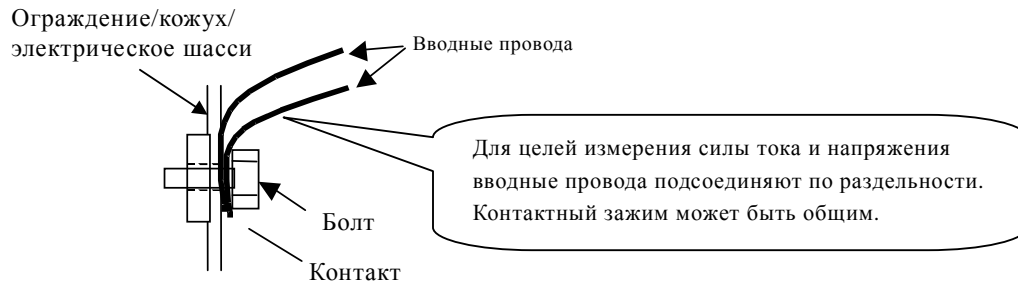 Ограждение/кожух/
электрическое шасси
Вводные провода
Для целей измерения силы тока и напряжения
вводные провода подсоединяют по раздельности.
Контактный зажим может быть общим.
Болт
Контакт